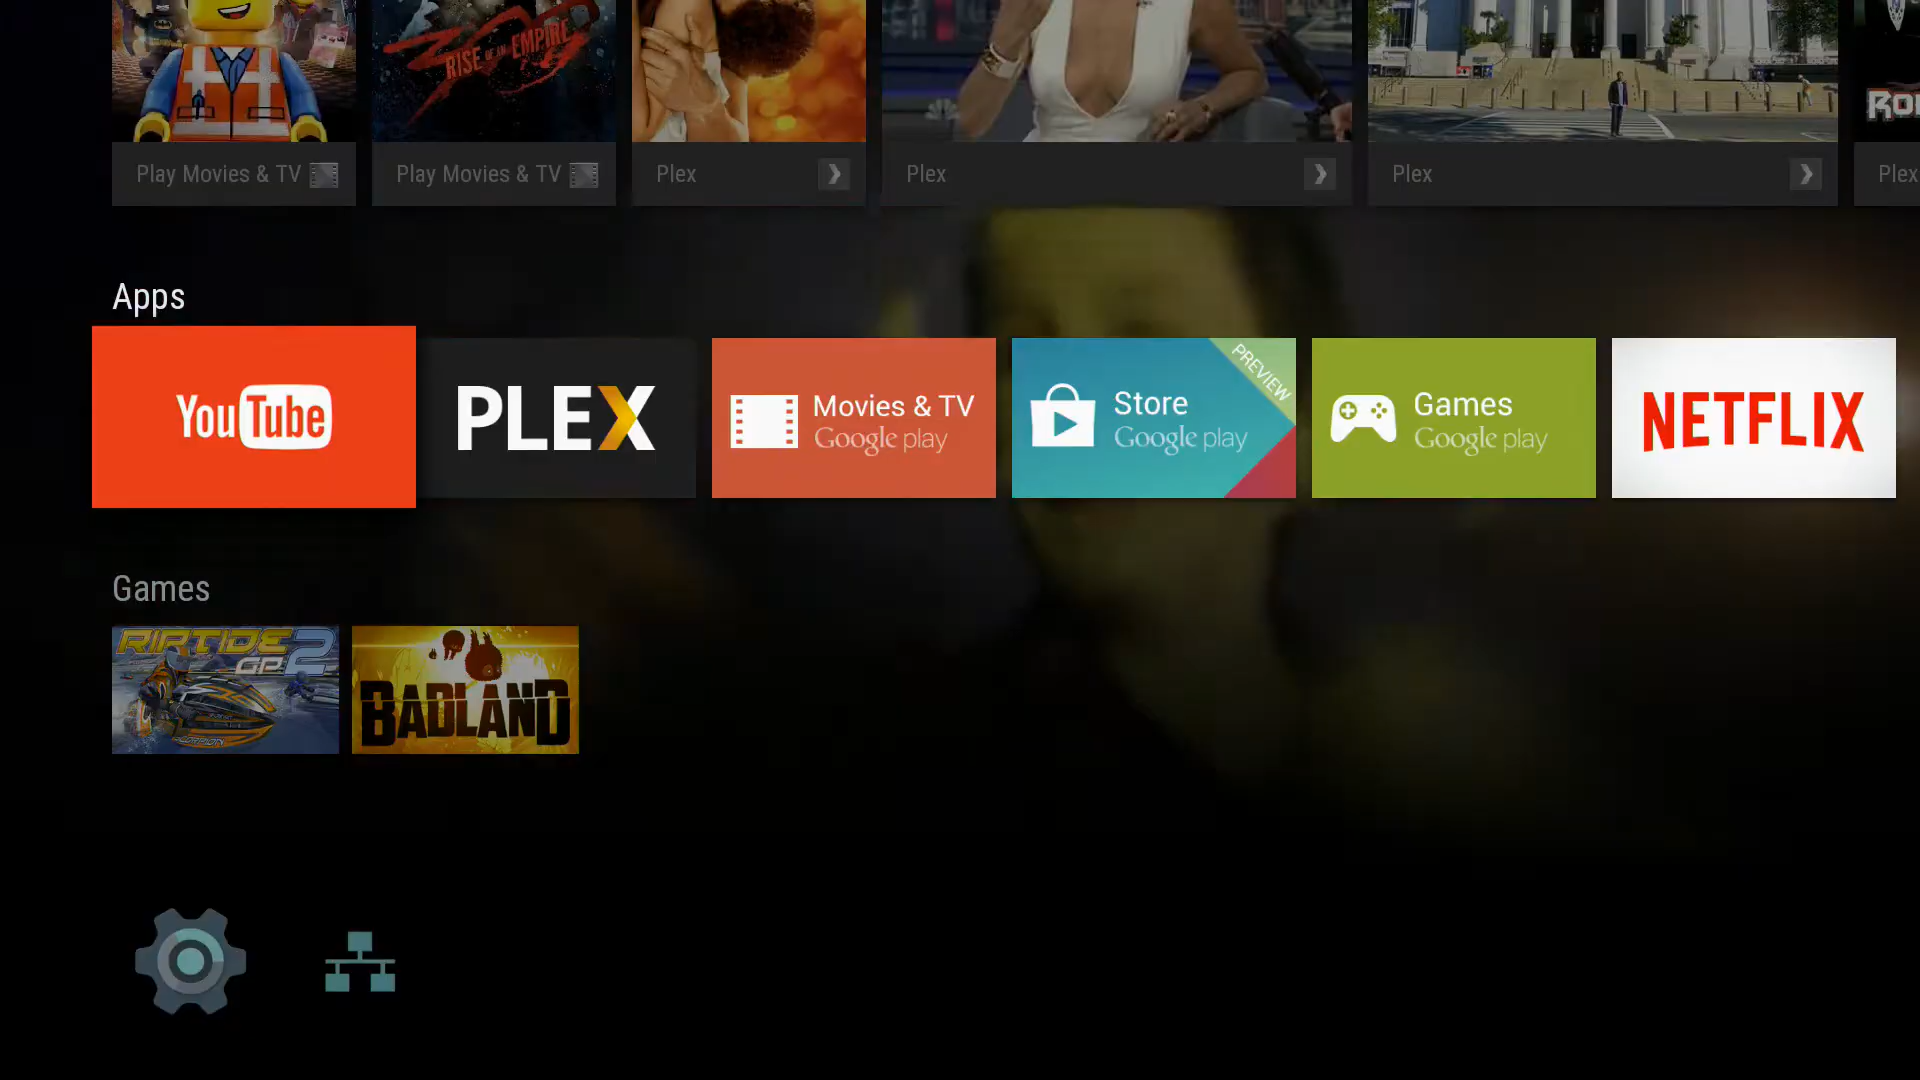 RISE OF AN EMPIRE
Play Movies & TV
Play Movies & TV
Plex
Plex
Plex
Plex
Apps
YouTube
PLEX
Movies & TV
Google play
Store
Google play
PREVIEW
Games
Google play
NETFLIX
Games
RIPTIDE
GP2
BADLAND